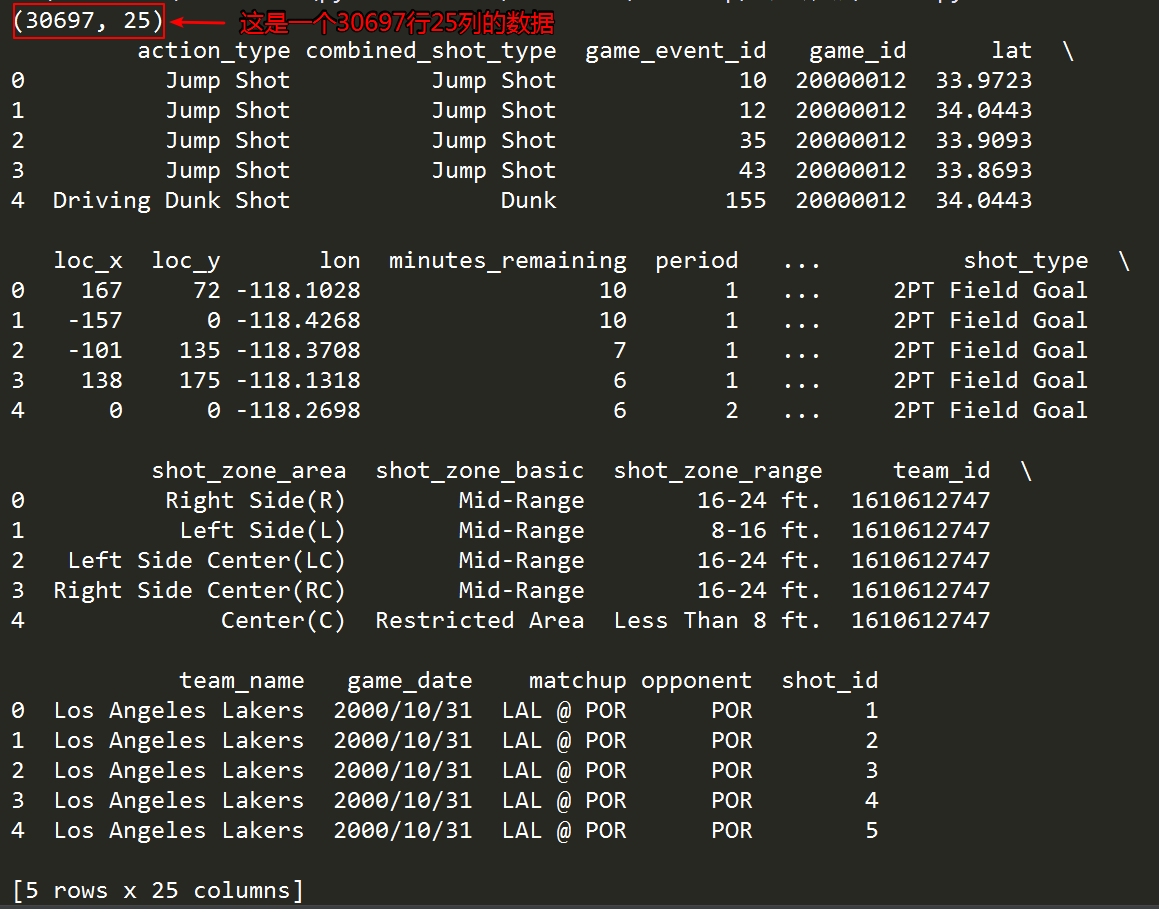 (30697, 25) 这是一个30697行25列的数据
action_type combined_shot_type game_event_id game_id lat \
0 Jump Shot Jump Shot 10 20000012 33.9723
1 Jump Shot Jump Shot 12 20000012 34.0443
2 Jump Shot Jump Shot 35 20000012 33.9093
3 Jump Shot Jump Shot 43 20000012 33.8693
4 Driving Dunk Shot Dunk 155 20000012 34.0443
loc_x loc_y lon minutes_remaining period ... shot_type \
0 167 72 -118.1028 10 1 ... 2PT Field Goal
1 -157 0 -118.4268 10 1 ... 2PT Field Goal
2 -101 135 -118.3708 7 1 ... 2PT Field Goal
3 138 175 -118.1318 6 1 ... 2PT Field Goal
4 0 0 -118.2698 6 2 ... 2PT Field Goal
shot_zone_area shot_zone_basic shot_zone_range team_id \
0 Right Side(R) Mid-Range 16-24 ft. 1610612747
1 Left Side(L) Mid-Range 8-16 ft. 1610612747
2 Left Side Center(LC) Mid-Range 16-24 ft. 1610612747
3 Right Side Center(RC) Mid-Range 16-24 ft. 1610612747
4 Center(C) Restricted Area Less Than 8 ft. 1610612747
team_name game_date matchup opponent shot_id
0 Los Angeles Lakers 2000/10/31 LAL @ POR POR 1
1 Los Angeles Lakers 2000/10/31 LAL @ POR POR 2
2 Los Angeles Lakers 2000/10/31 LAL @ POR POR 3
3 Los Angeles Lakers 2000/10/31 LAL @ POR POR 4
4 Los Angeles Lakers 2000/10/31 LAL @ POR POR 5
[5 rows x 25 columns]